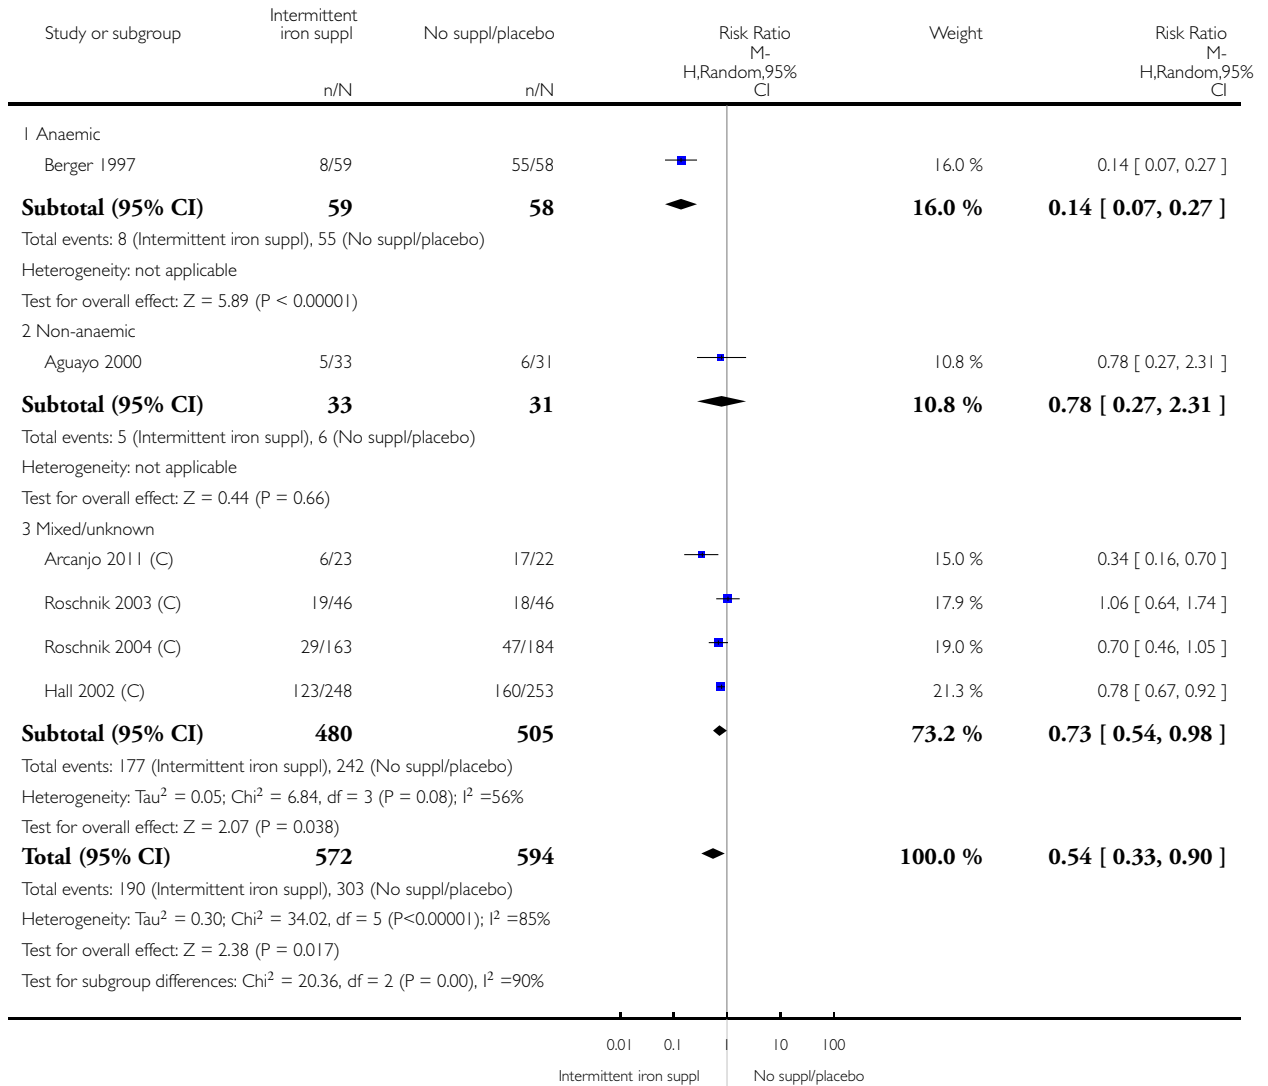 Study or subgroup Intermittent iron suppl No suppl/placebo Risk Ratio Weight Risk Ratio
M-H,Random,95% CI M-H,Random,95% CI
n/N n/N
1 Anaemic
Berger 1997 8/59 55/58 16.0 % 0.14 [ 0.07, 0.27 ]
Subtotal (95% CI) 59 58 16.0 % 0.14 [ 0.07, 0.27 ]
Total events: 8 (Intermittent iron suppl), 55 (No suppl/placebo)
Heterogeneity: not applicable
Test for overall effect: Z = 5.89 (P < 0.00001)
2 Non-anaemic
Aguayo 2000 5/33 6/31 10.8 % 0.78 [ 0.27, 2.31 ]
Subtotal (95% CI) 33 31 10.8 % 0.78 [ 0.27, 2.31 ]
Total events: 5 (Intermittent iron suppl), 6 (No suppl/placebo)
Heterogeneity: not applicable
Test for overall effect: Z = 0.44 (P = 0.66)
3 Mixed/unknown
Arcanjo 2011 (C) 6/23 17/22 15.0 % 0.34 [ 0.16, 0.70 ]
Roschnik 2003 (C) 19/46 18/46 17.9 % 1.06 [ 0.64, 1.74 ]
Roschnik 2004 (C) 29/163 47/184 19.0 % 0.70 [ 0.46, 1.05 ]
Hall 2002 (C) 123/248 160/253 21.3 % 0.78 [ 0.67, 0.92 ]
Subtotal (95% CI) 480 505 73.2 % 0.73 [ 0.54, 0.98 ]
Total events: 177 (Intermittent iron suppl), 242 (No suppl/placebo)
Heterogeneity: Tau² = 0.05; Chi² = 6.84, df = 3 (P = 0.08); I² =56%
Test for overall effect: Z = 2.07 (P = 0.038)
Total (95% CI) 572 594 100.0 % 0.54 [ 0.33, 0.90 ]
Total events: 190 (Intermittent iron suppl), 303 (No suppl/placebo)
Heterogeneity: Tau² = 0.30; Chi² = 34.02, df = 5 (P<0.00001); I² =85%
Test for overall effect: Z = 2.38 (P = 0.017)
Test for subgroup differences: Chi² = 20.36, df = 2 (P = 0.00), I² =90%
0.01 0.1 1 10 100
Intermittent iron suppl No suppl/placebo